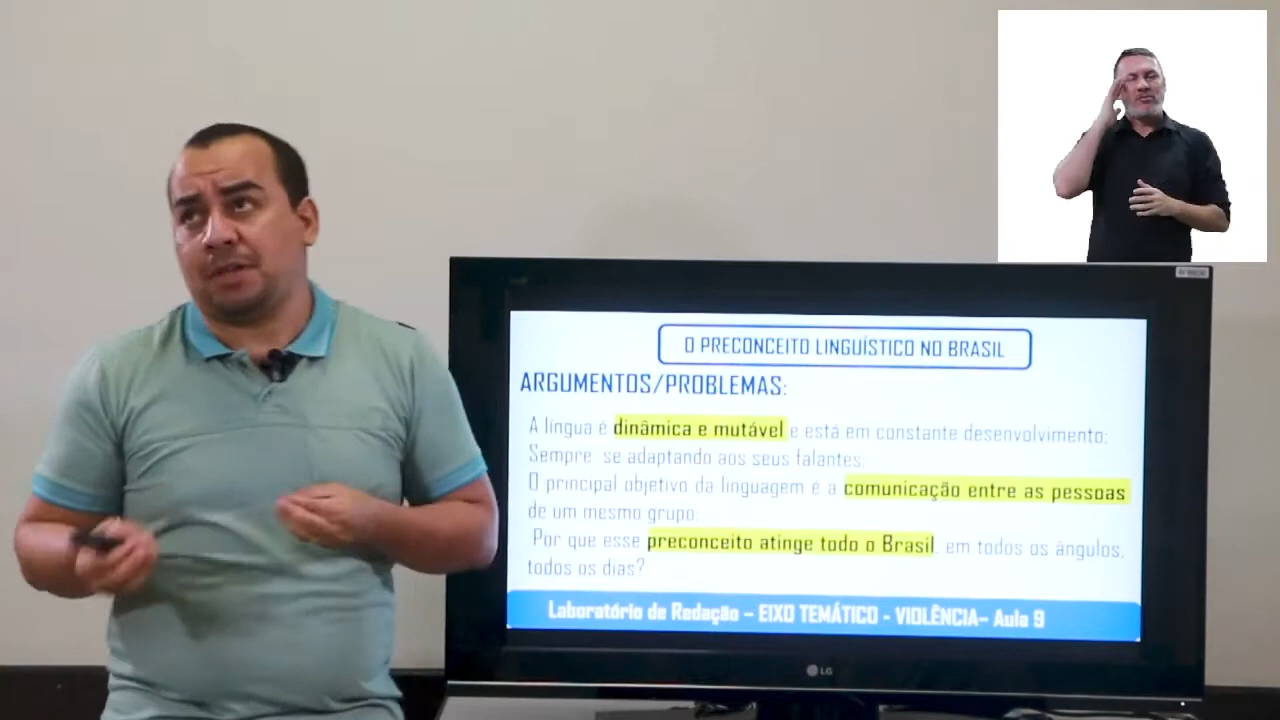 O PRECONCEITO LINGUÍSTICO NO BRASIL
ARGUMENTOS/PROBLEMAS:
A língua é dinâmica e mutável e está em constante desenvolvimento;
Sempre se adaptando aos seus falantes;
O principal objetivo da linguagem é a comunicação entre as pessoas
de um mesmo grupo;
Por que esse preconceito atinge todo o Brasil, em todos os ângulos,
todos os dias?
Laboratório de Redação – EIXO TEMÁTICO - VIOLÊNCIA– Aula 9
LG